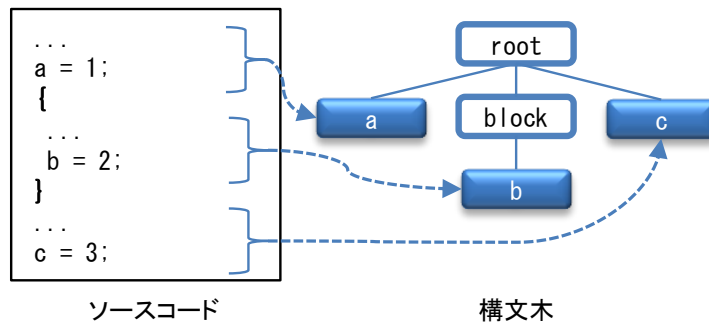 ...
a = 1;
{
...
b = 2;
}
...
c = 3;
ソースコード
root
a
block
c
b
構文木